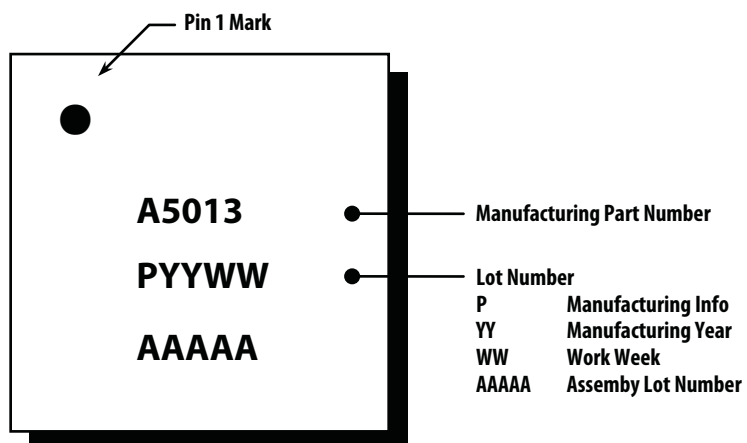 Pin 1 Mark
A5013
Manufacturing Part Number
PYYWW
Lot Number
P Manufacturing Info
YY Manufacturing Year
WW Work Week
AAAAA
AAAAA Assemby Lot Number